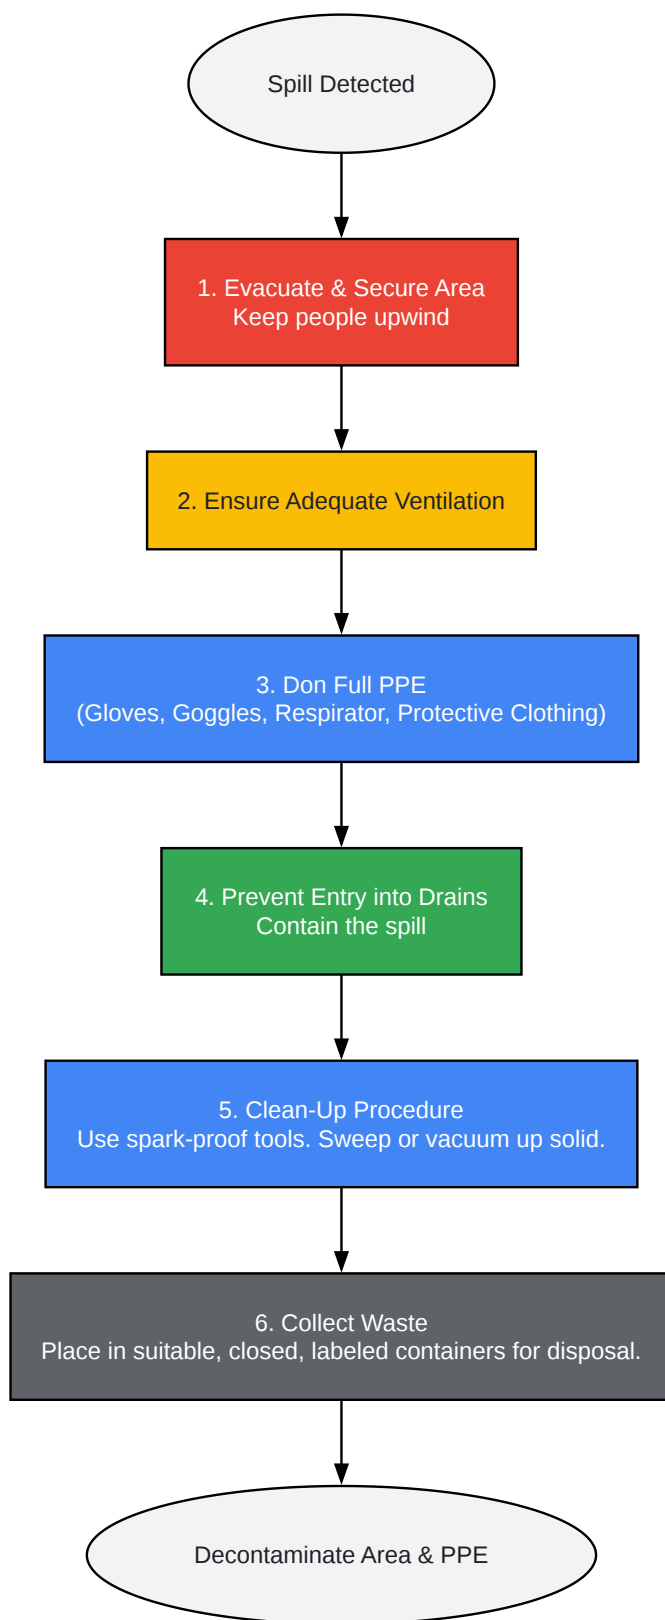 Spill Detected
1. Evacuate & Secure Area
Keep people upwind
2. Ensure Adequate Ventilation
3. Don Full PPE
(Gloves, Goggles, Respirator, Protective Clothing)
4. Prevent Entry into Drains
Contain the spill
5. Clean-Up Procedure
Use spark-proof tools. Sweep or vacuum up solid.
6. Collect Waste
Place in suitable, closed, labeled containers for disposal.
Decontaminate Area & PPE